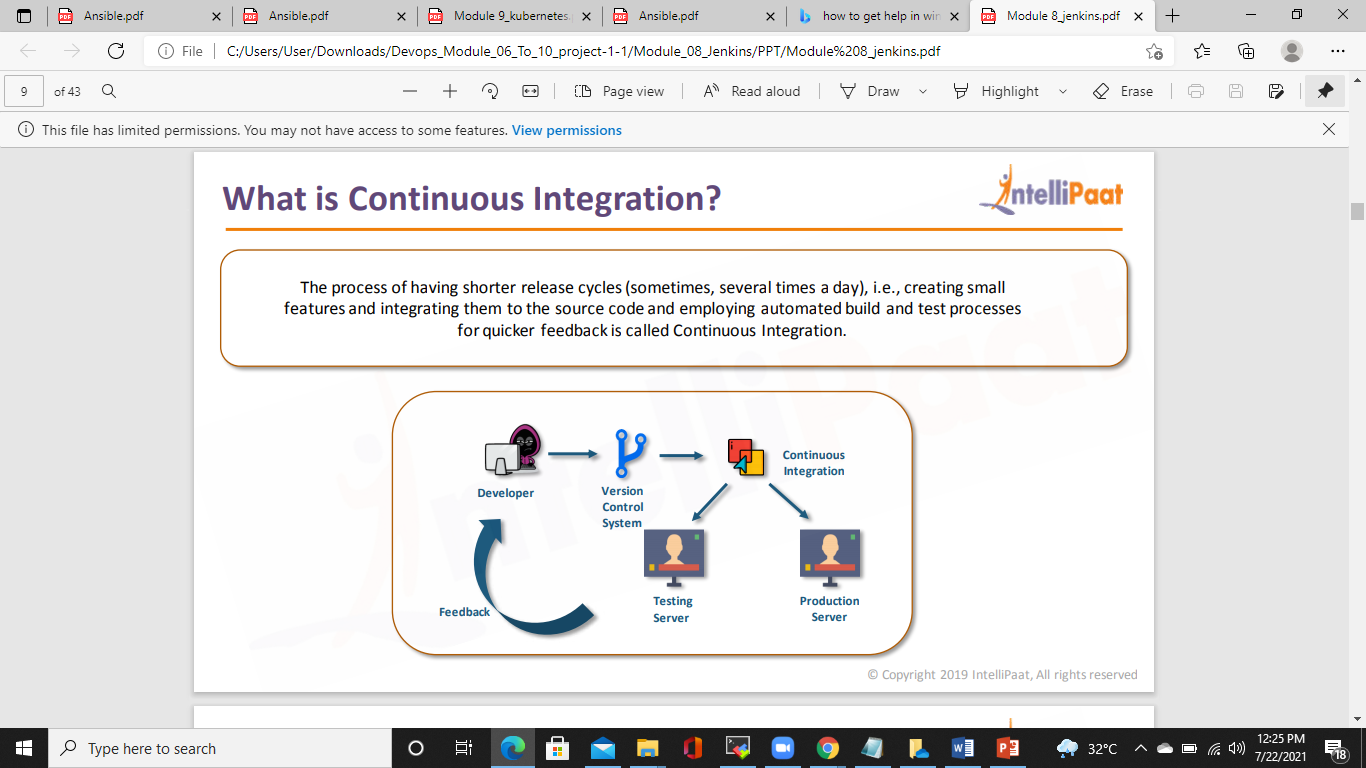 Ansible.pdf
Ansible.pdf
Module 9_kubernetes.
Ansible.pdf
how to get help in win
Module 8_jenkins.pdf
File
C:/Users/User/Downloads/Devops_Module_06_To_10_project-1-1/Module_08_Jenkins/PPT/Module%208_jenkins.pdf
9 of 43
Page view
Read aloud
Draw
Highlight
Erase
This file has limited permissions. You may not have access to some features. View permissions
What is Continuous Integration?
IntelliPaat
The process of having shorter release cycles (sometimes, several times a day), i.e., creating small
features and integrating them to the source code and employing automated build and test processes
for quicker feedback is called Continuous Integration.
Developer
Version
Control
System
Continuous
Integration
Testing
Server
Production
Server
Feedback
© Copyright 2019 IntelliPaat, All rights reserved
Type here to search
32°C
12:25 PM
7/22/2021
18